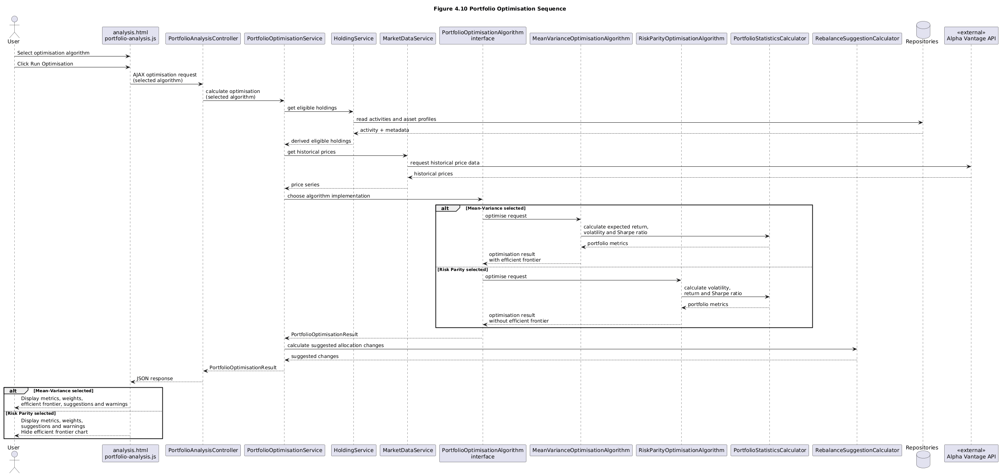 Figure 4.10 Portfolio Optimisation Sequence
User
analysis.html
portfolio-analysis.js
PortfolioAnalysisController
PortfolioOptimisationService
HoldingService
MarketDataService
PortfolioOptimisationAlgorithm
interface
MeanVarianceOptimisationAlgorithm
RiskParityOptimisationAlgorithm
PortfolioStatisticsCalculator
RebalanceSuggestionCalculator
Repositories
«external»
Alpha Vantage API
Select optimisation algorithm
Click Run Optimisation
AJAX optimisation request
(selected algorithm)
calculate optimisation
(selected algorithm)
get eligible holdings
read activities and asset profiles
activity + metadata
derived eligible holdings
get historical prices
request historical price data
historical prices
price series
choose algorithm implementation
alt [Mean-Variance selected]
optimise request
calculate expected return,
volatility and Sharpe ratio
portfolio metrics
optimisation result
with efficient frontier
[Risk Parity selected]
optimise request
calculate volatility,
return and Sharpe ratio
portfolio metrics
optimisation result
without efficient frontier
PortfolioOptimisationResult
calculate suggested allocation changes
suggested changes
PortfolioOptimisationResult
JSON response
alt [Mean-Variance selected]
Display metrics, weights,
efficient frontier, suggestions and warnings
[Risk Parity selected]
Display metrics, weights,
suggestions and warnings
Hide efficient frontier chart
User
analysis.html
portfolio-analysis.js
PortfolioAnalysisController
PortfolioOptimisationService
HoldingService
MarketDataService
PortfolioOptimisationAlgorithm
interface
MeanVarianceOptimisationAlgorithm
RiskParityOptimisationAlgorithm
PortfolioStatisticsCalculator
RebalanceSuggestionCalculator
Repositories
«external»
Alpha Vantage API